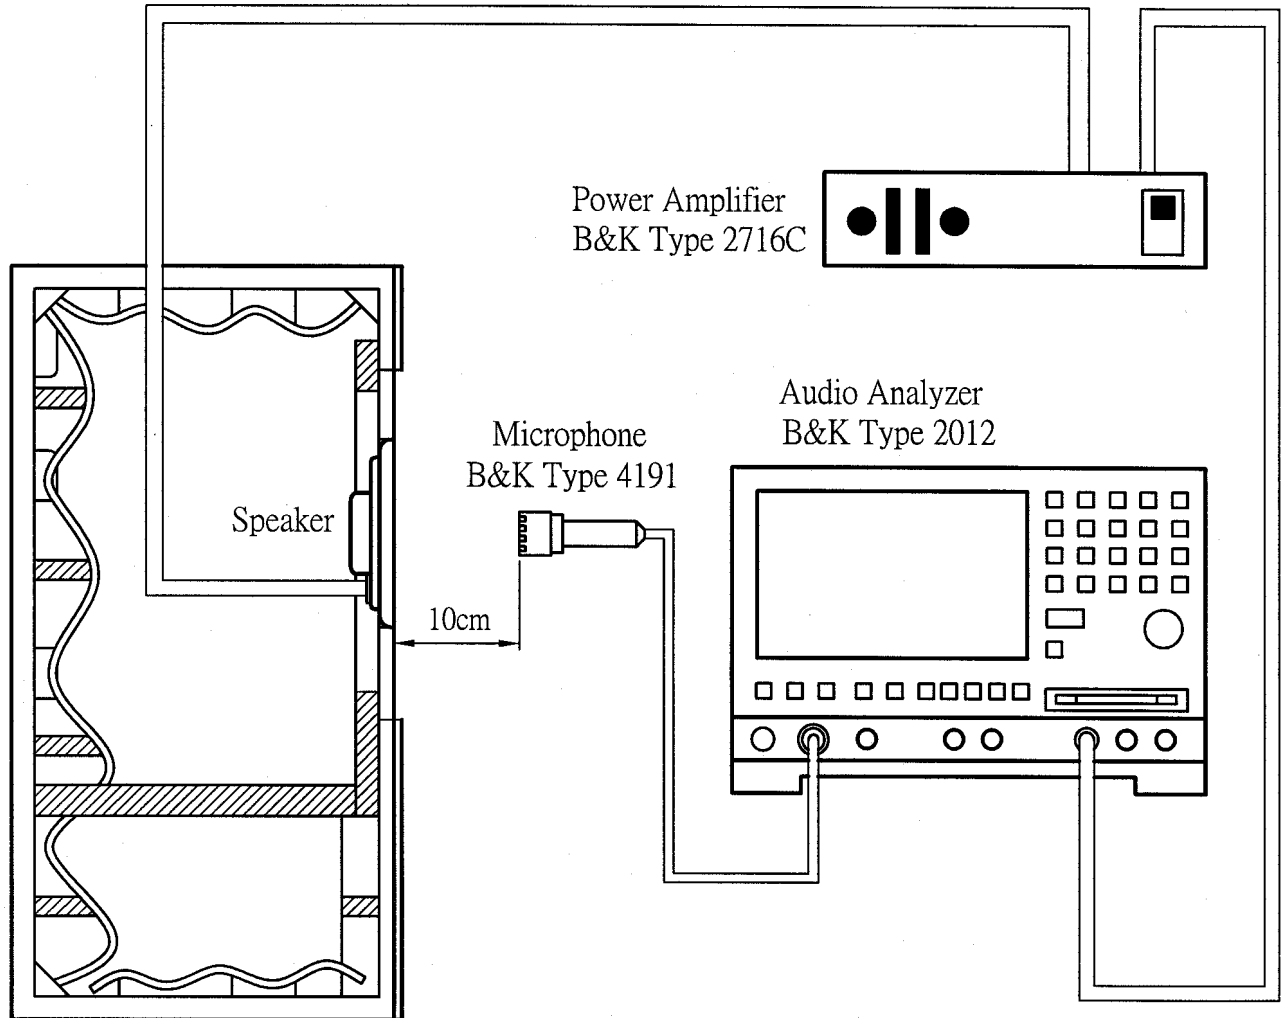 Power Amplifier
B&K Type 2716C
Audio Analyzer
B&K Type 2012
Microphone
B&K Type 4191
Speaker
10cm